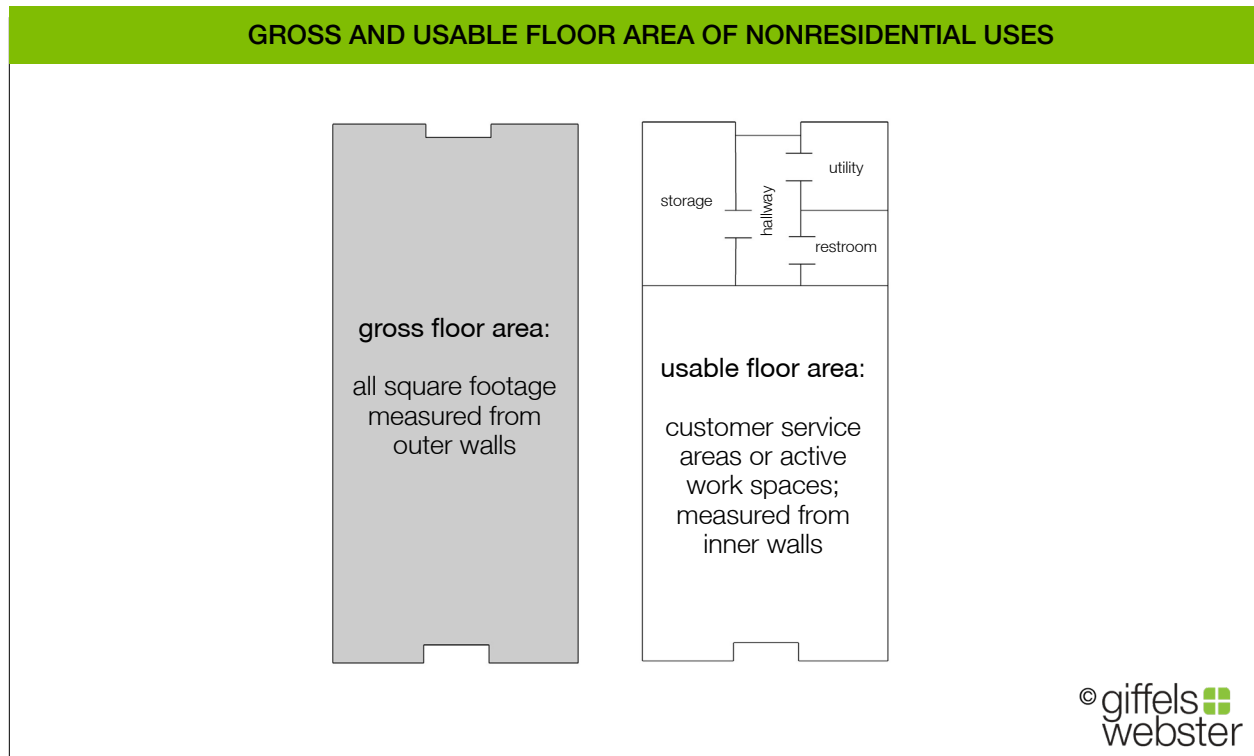 GROSS AND USABLE FLOOR AREA OF NONRESIDENTIAL USES
gross floor area:
all square footage
measured from
outer walls
storage
hallway
utility
restroom
usable floor area:
customer service
areas or active
work spaces;
measured from
inner walls
© giffels
webster